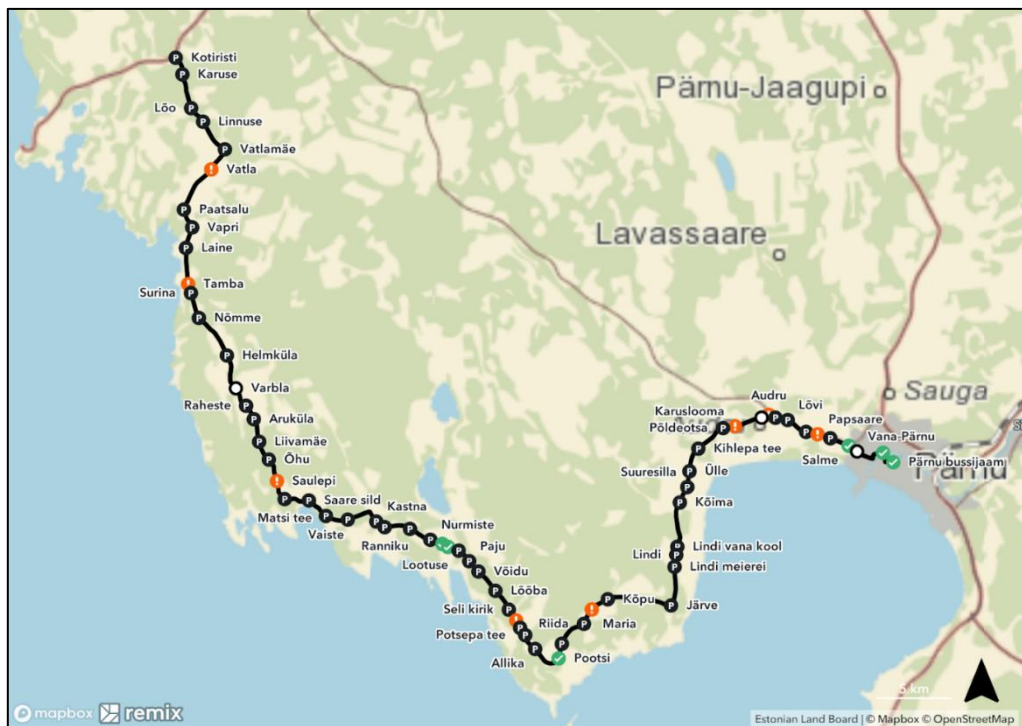 Kotiristi
Karuse
Lõo
Linnuse
Vatlamäe
Vatla
Paatsalu
Vapri
Laine
Tamba
Surina
Nõmme
Helmküla
Varbla
Raheste
Aruküla
Liivamäe
Õhu
Saulepi
Matsi tee
Saare sild
Vaiste
Kastna
Ranniku
Nurmiste
Lootuse
Paju
Võidu
Lööba
Seli kirik
Potsepa tee
Riida
Allika
Pootsi
Maria
Kõpu
Järve
Lindi meierei
Lindi
Lindi vana kool
Kõima
Ülle
Suuresilla
Kihlepa tee
Põldeotsa
Karuslooma
Audru
Lõvi
Papsaare
Salme
Vana-Pärnu
Pärnu bussijaam
Pärnu
Sauga
Lavassaare
Pärnu-Jaagupi
5 km
mapbox remix
Estonian Land Board | © Mapbox © OpenStreetMap